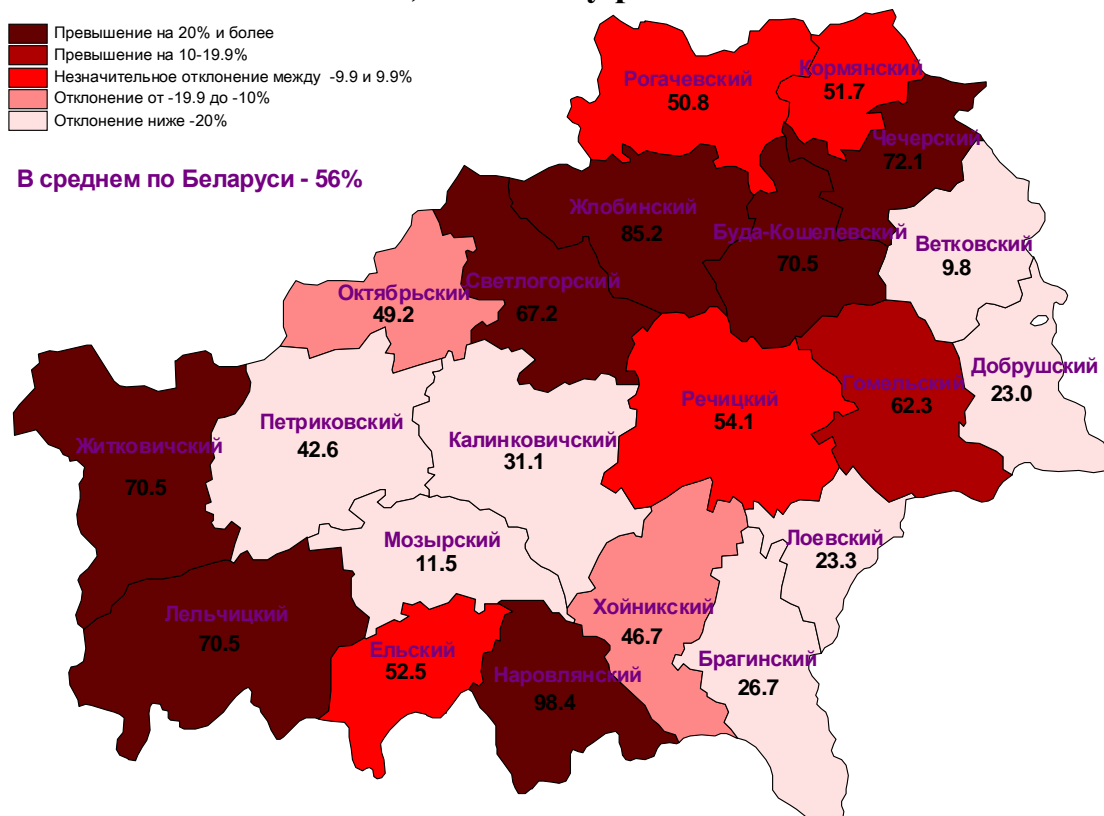 Превышение на 20% и более
Превышение на 10-19.9%
Незначительное отклонение между -9.9 и 9.9%
Отклонение от -19.9 до -10%
Отклонение ниже -20%
В среднем по Беларуси - 56%
Рогачевский
50.8
Кормянский
51.7
Чечерский
72.1
Жлобинский
85.2
Буда-Кошелевский
70.5
Ветковский
9.8
Октябрьский
49.2
Светлогорский
67.2
Добрушский
23.0
Гомельский
62.3
Речицкий
54.1
Петриковский
42.6
Калинковичский
31.1
Житковичский
70.5
Мозырский
11.5
Лоевский
23.3
Лельчицкий
70.5
Хойникский
46.7
Ельский
52.5
Наровлянский
98.4
Брагинский
26.7